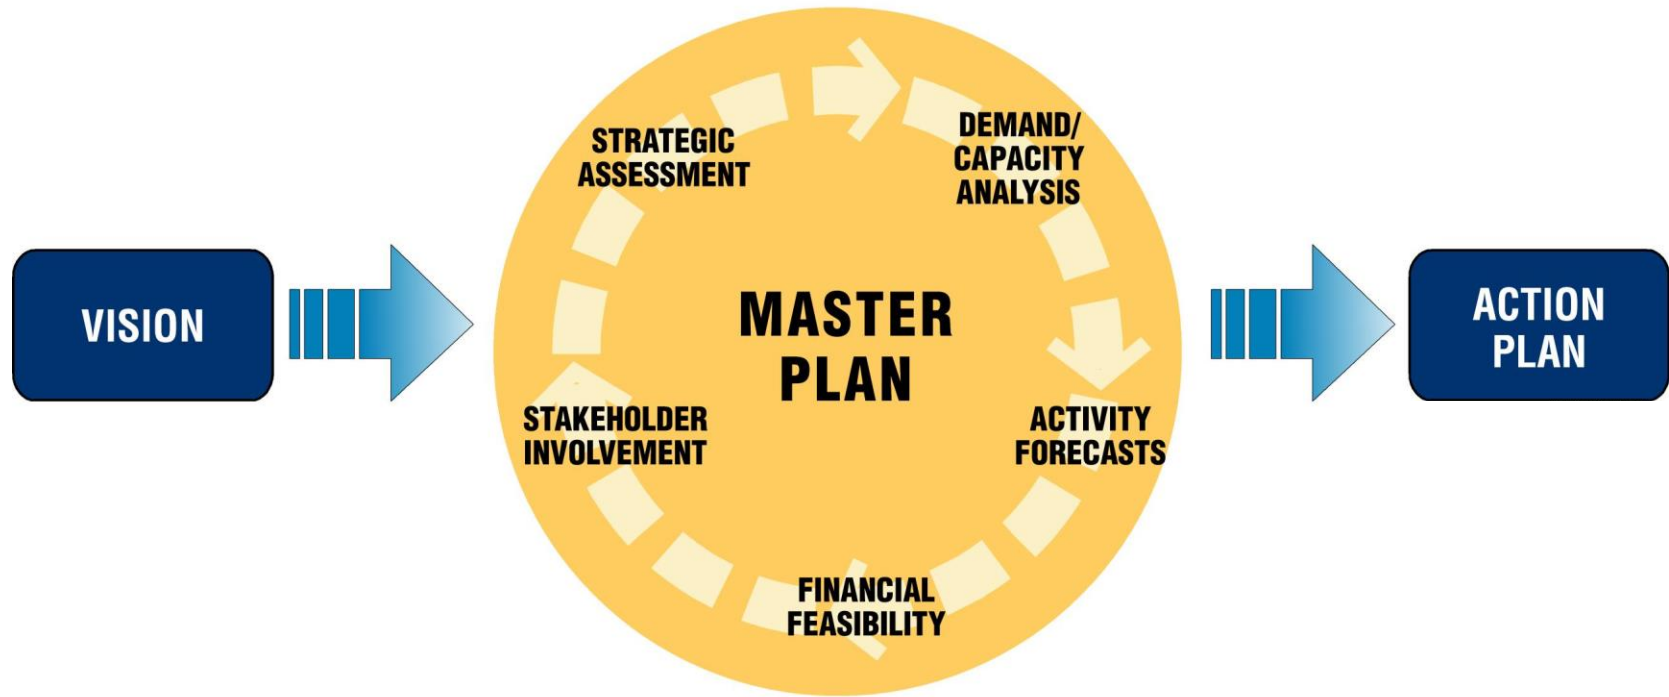 VISION
STRATEGIC
ASSESSMENT
DEMAND/
CAPACITY
ANALYSIS
MASTER
PLAN
STAKEHOLDER
INVOLVEMENT
ACTIVITY
FORECASTS
FINANCIAL
FEASIBILITY
ACTION
PLAN